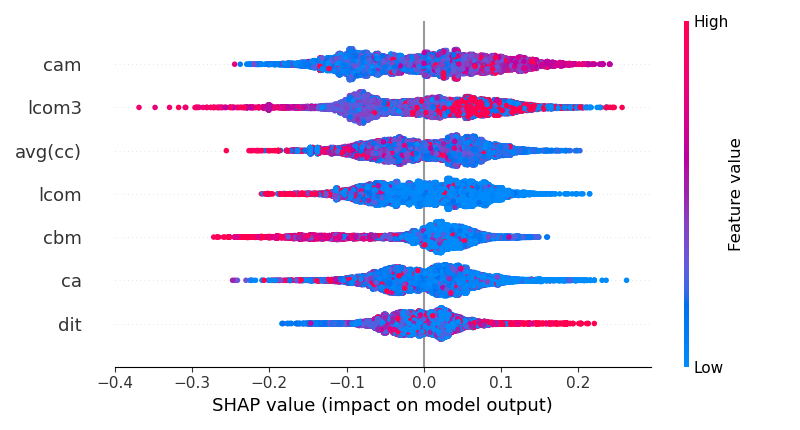 High
cam
lcom3
avg(cc)
lcom
cbm
ca
dit
Feature value
Low
−0.4 −0.3 −0.2 −0.1 0.0 0.1 0.2
SHAP value (impact on model output)